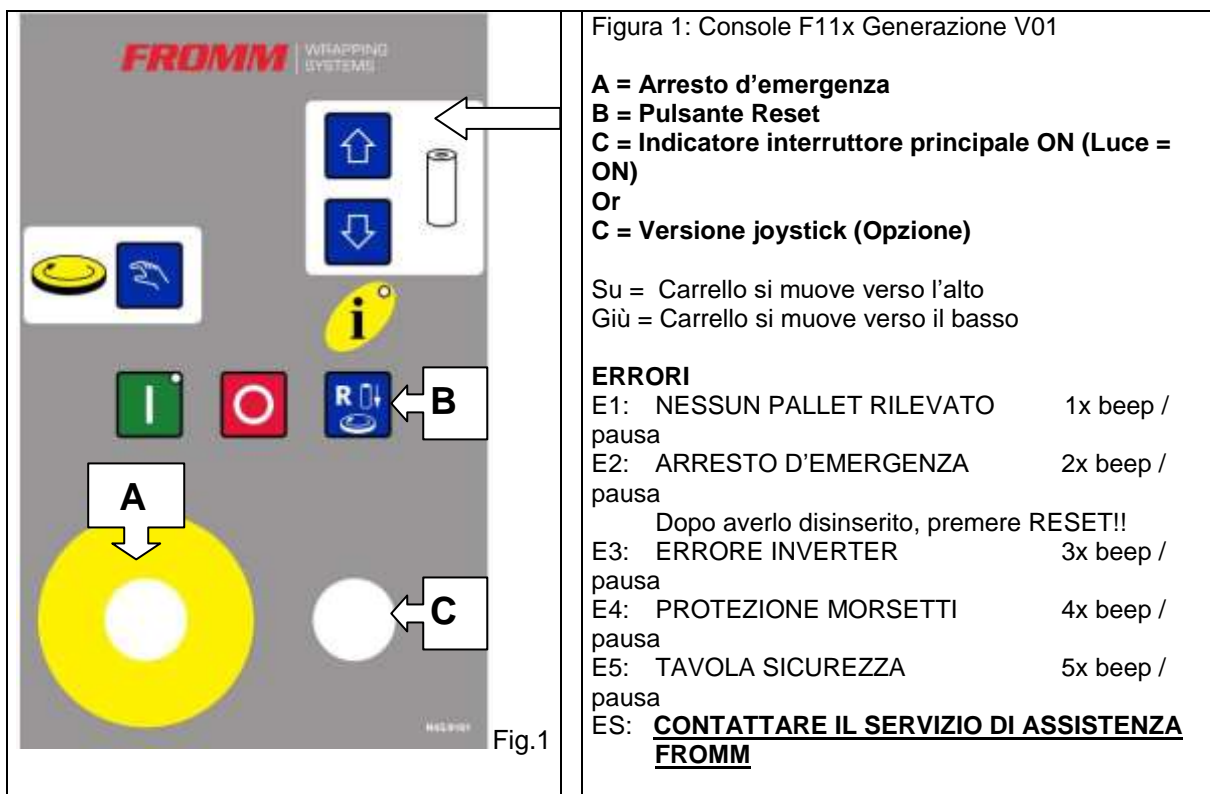 FROMM
WRAPPING
SYSTEMS
i
R
B
A
C
Fig.1
Figura 1: Console F11x Generazione V01
A = Arresto d’emergenza
B = Pulsante Reset
C = Indicatore interruttore principale ON (Luce =
ON)
Or
C = Versione joystick (Opzione)
Su = Carrello si muove verso l’alto
Giù = Carrello si muove verso il basso
ERRORI
E1: NESSUN PALLET RILEVATO 1x beep /
pausa
E2: ARRESTO D’EMERGENZA 2x beep /
pausa
Dopo averlo disinserito, premere RESET!!
E3: ERRORE INVERTER 3x beep /
pausa
E4: PROTEZIONE MORSETTI 4x beep /
pausa
E5: TAVOLA SICUREZZA 5x beep /
pausa
ES: CONTATTARE IL SERVIZIO DI ASSISTENZA
FROMM